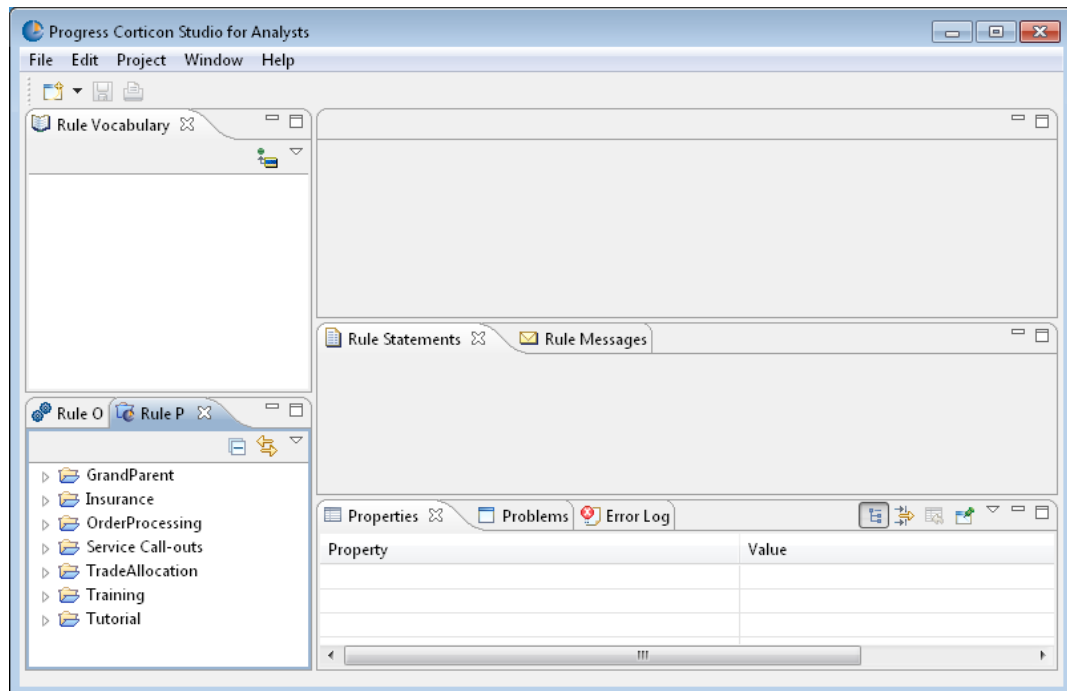 Progress Corticon Studio for Analysts
File Edit Project Window Help
Rule Vocabulary
Rule Statements Rule Messages
Rule O Rule P
GrandParent
Insurance
OrderProcessing
Service Call-outs
TradeAllocation
Training
Tutorial
Properties Problems Error Log
Property Value